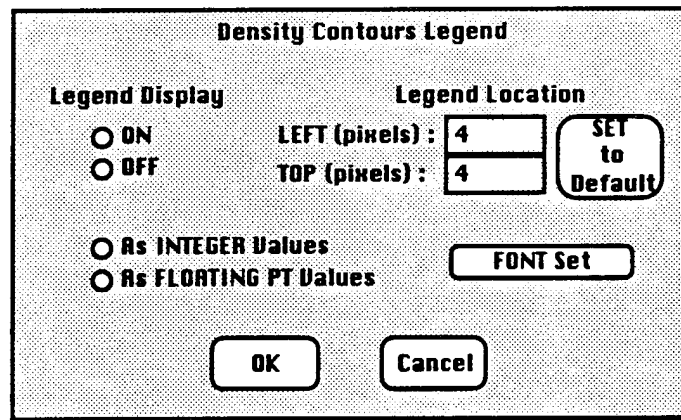 Density Contours Legend
Legend Display
ON
OFF
Legend Location
LEFT (pixels) : 4
TOP (pixels) : 4
SET
to
Default
As INTEGER Values
As FLOATING PT Values
FONT Set
OK
Cancel